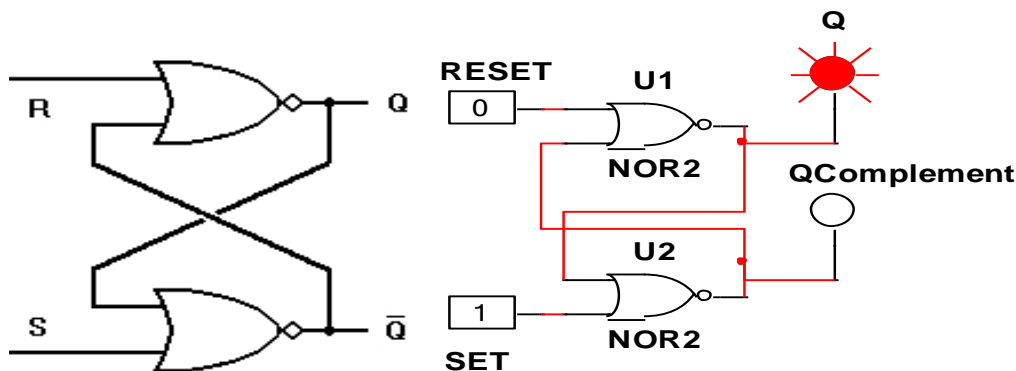 R
Q
S
Q̅
Q
RESET
U1
0
NOR2
QComplement
U2
1
NOR2
SET